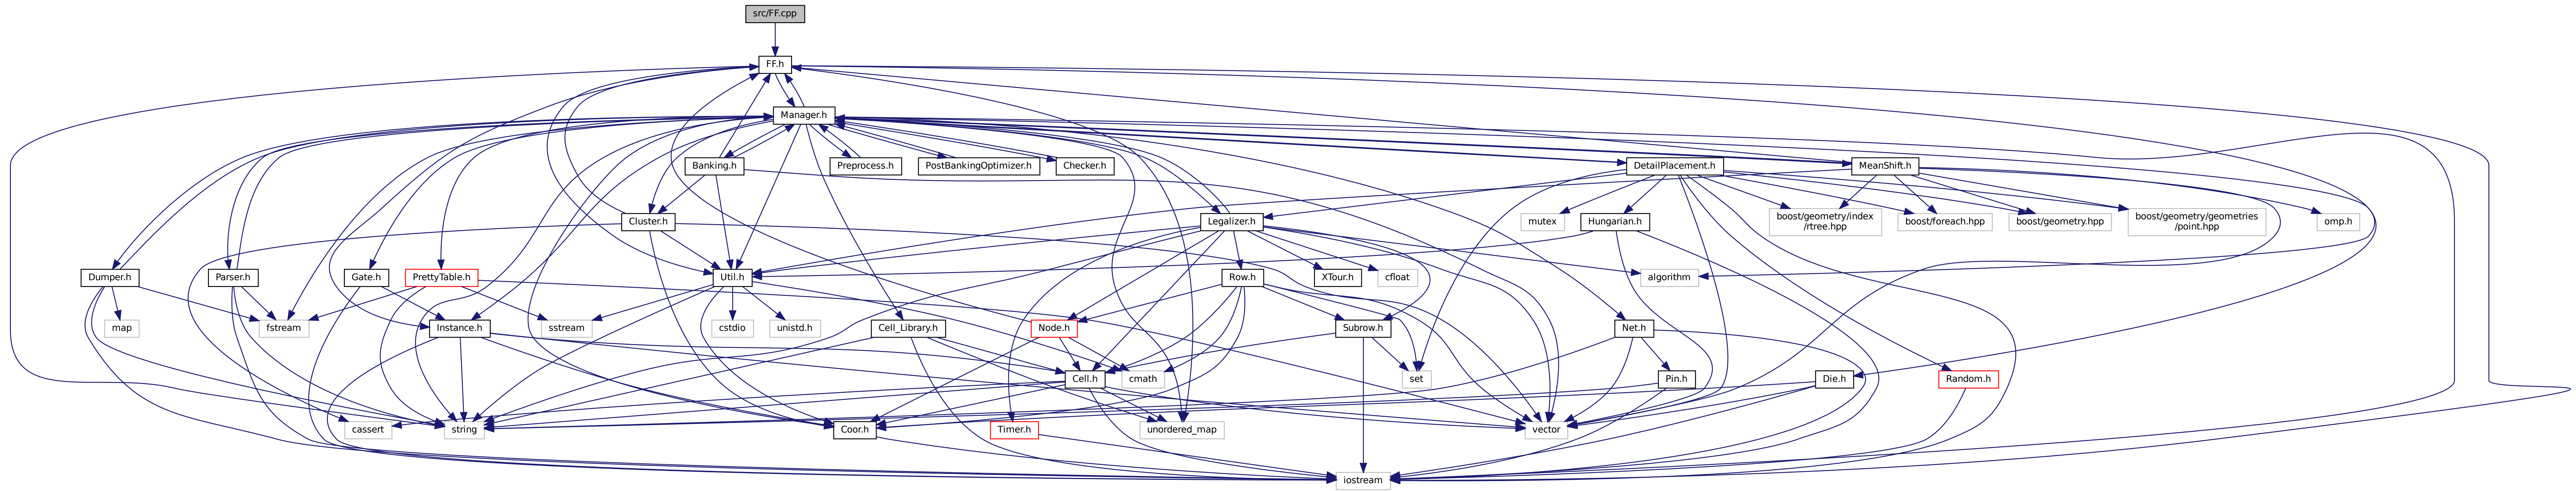 src/FF.cpp
FF.h
Manager.h
Banking.h
Preprocess.h
PostBankingOptimizer.h
Checker.h
DetailPlacement.h
MeanShift.h
Cluster.h
Legalizer.h
mutex
Hungarian.h
boost/geometry/index
/rtree.hpp
boost/foreach.hpp
boost/geometry.hpp
boost/geometry/geometries
/point.hpp
omp.h
Dumper.h
Parser.h
Gate.h
PrettyTable.h
Util.h
Row.h
XTour.h
cfloat
algorithm
map
fstream
Instance.h
sstream
cstdio
unistd.h
Cell_Library.h
Node.h
Subrow.h
Net.h
Cell.h
cmath
set
Pin.h
Die.h
Random.h
cassert
string
Coor.h
Timer.h
unordered_map
vector
iostream